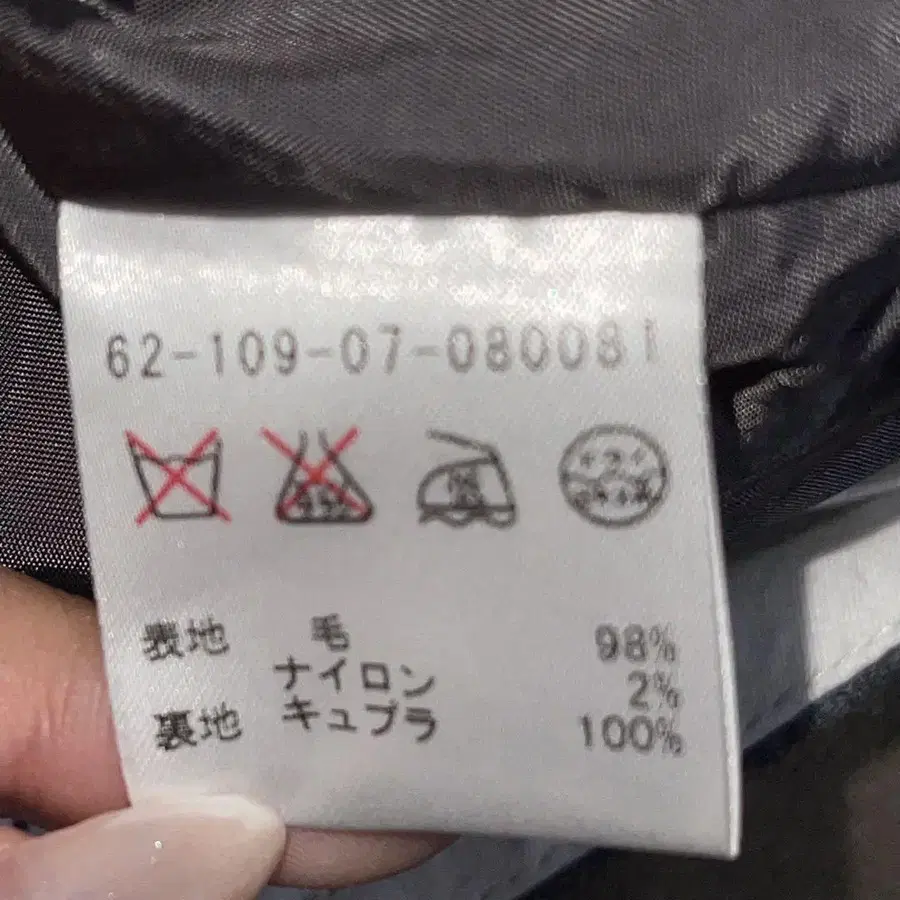 62-109-07-080081
表地 毛 98%
ナイロン 2%
裏地 キュプラ 100%